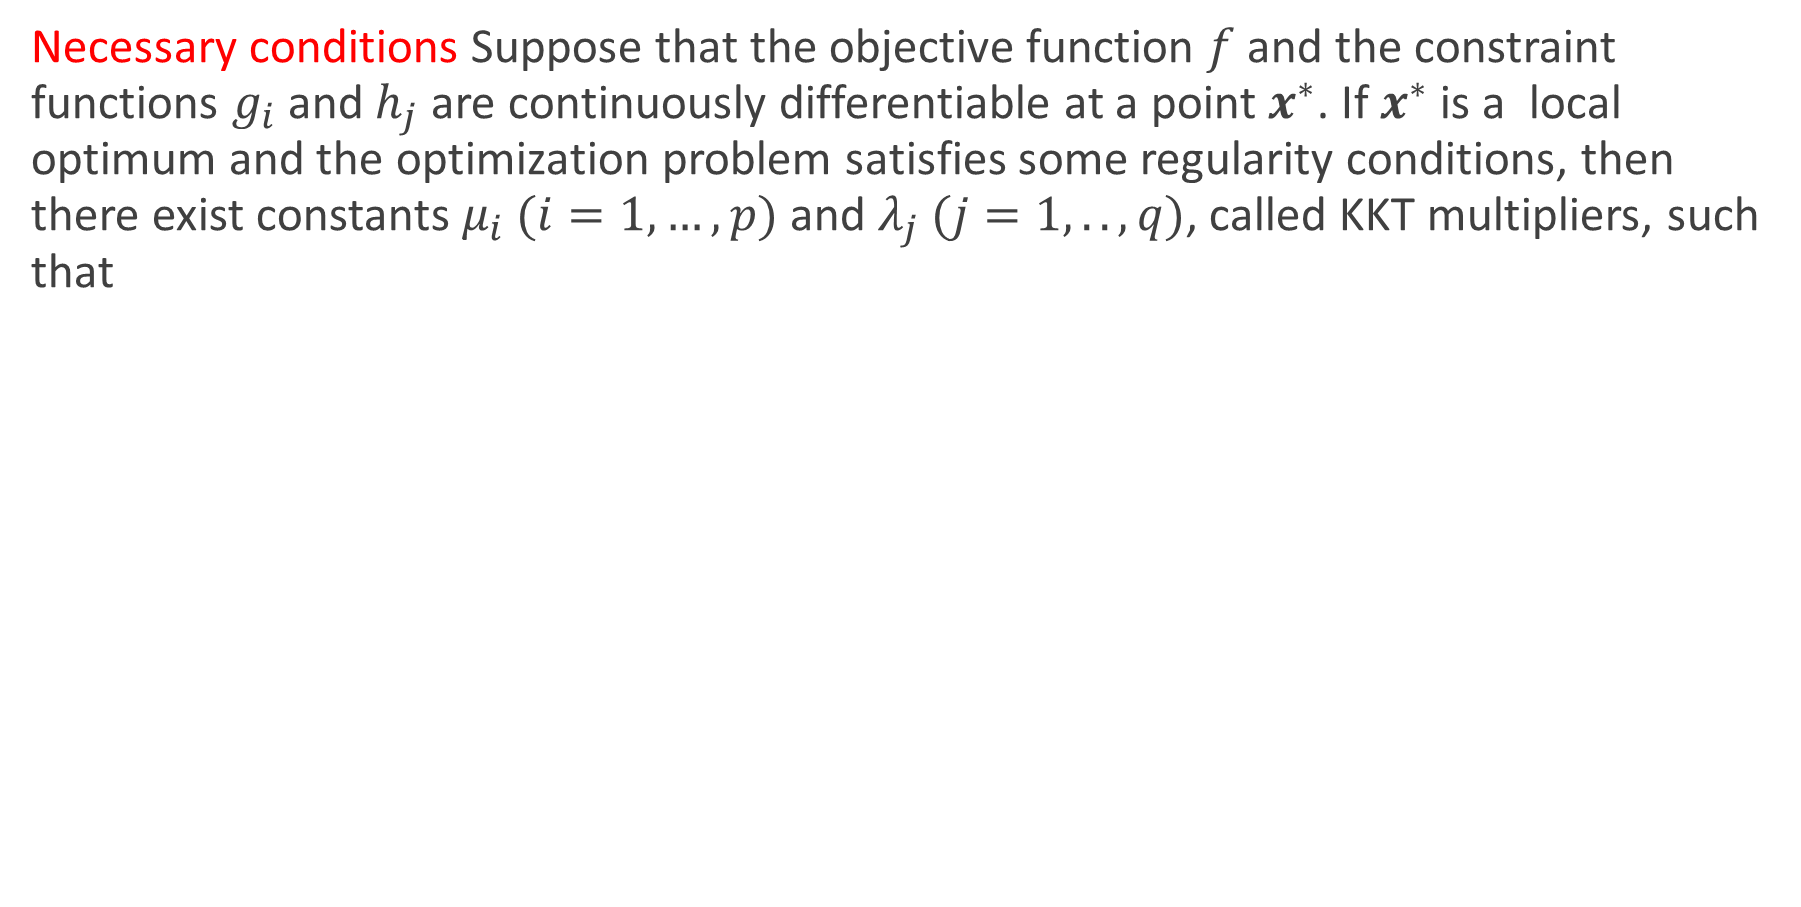 Necessary conditions Suppose that the objective function 𝑓 and the constraint
functions 𝑔ᵢ and ℎⱼ are continuously differentiable at a point 𝒙*. If 𝒙* is a  local
optimum and the optimization problem satisfies some regularity conditions, then
there exist constants 𝜇ᵢ (𝑖 = 1, … , 𝑝) and 𝜆ⱼ (𝑗 = 1, . . , 𝑞), called KKT multipliers, such
that